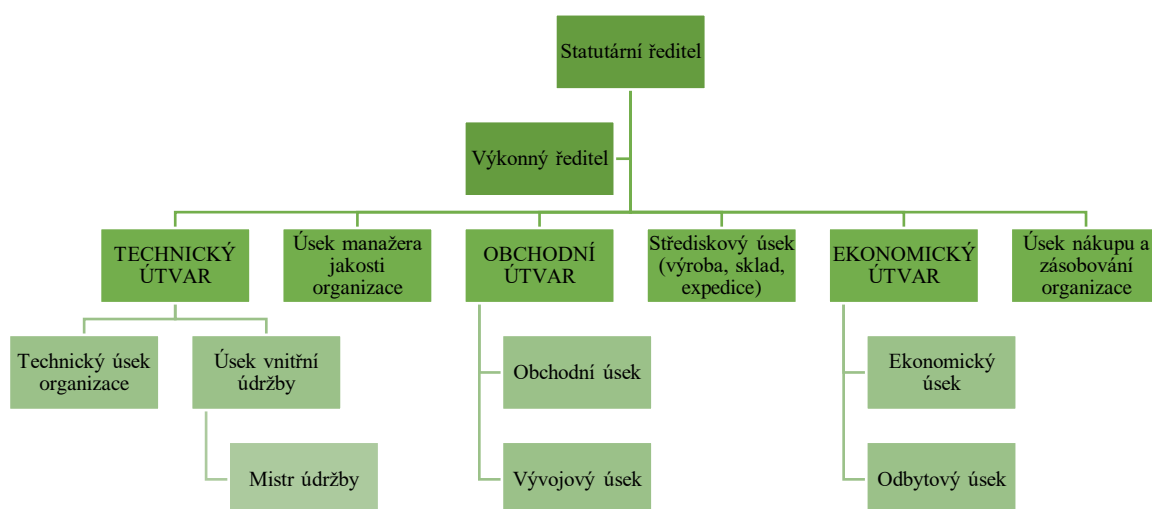 Statutární ředitel
Výkonný ředitel
TECHNICKÝ
ÚTVAR
Úsek manažera
jakosti
organizace
OBCHODNÍ
ÚTVAR
Střediskový úsek
(výroba, sklad,
expedice)
EKONOMICKÝ
ÚTVAR
Úsek nákupu a
zásobování
organizace
Technický úsek
organizace
Úsek vnitřní
údržby
Obchodní úsek
Ekonomický
úsek
Mistr údržby
Vývojový úsek
Odbytový úsek